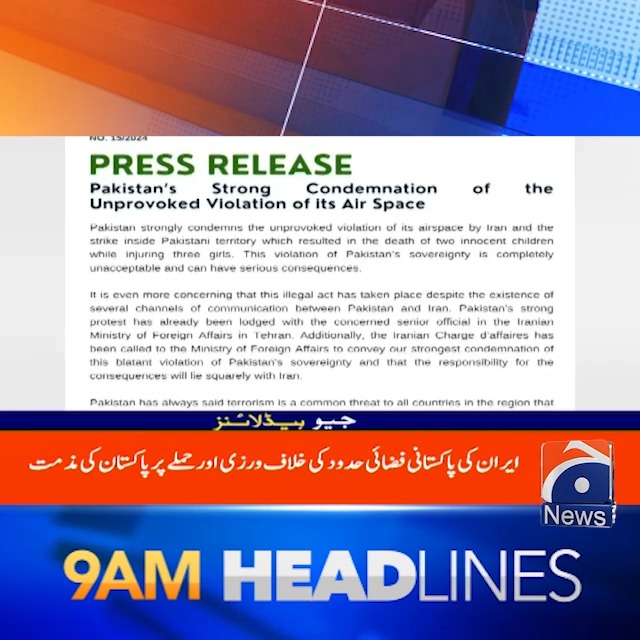 NO. 15/2024
PRESS RELEASE
Pakistan's Strong Condemnation of the
Unprovoked Violation of its Air Space
Pakistan strongly condemns the unprovoked violation of its airspace by Iran and the
strike inside Pakistani territory which resulted in the death of two innocent children
while injuring three girls. This violation of Pakistan's sovereignty is completely
unacceptable and can have serious consequences.
It is even more concerning that this illegal act has taken place despite the existence of
several channels of communication between Pakistan and Iran. Pakistan's strong
protest has already been lodged with the concerned senior official in the Iranian
Ministry of Foreign Affairs in Tehran. Additionally, the Iranian Charge d'affaires has
been called to the Ministry of Foreign Affairs to convey our strongest condemnation of
this blatant violation of Pakistan's sovereignty and that the responsibility for the
consequences will lie squarely with Iran.
Pakistan has always said terrorism is a common threat to all countries in the region that
جیو ہیڈلائنز
ایران کی پاکستانی فضائی حدود کی خلاف ورزی اور حملے پر پاکستان کی مذمت
News
9AM HEADLINES